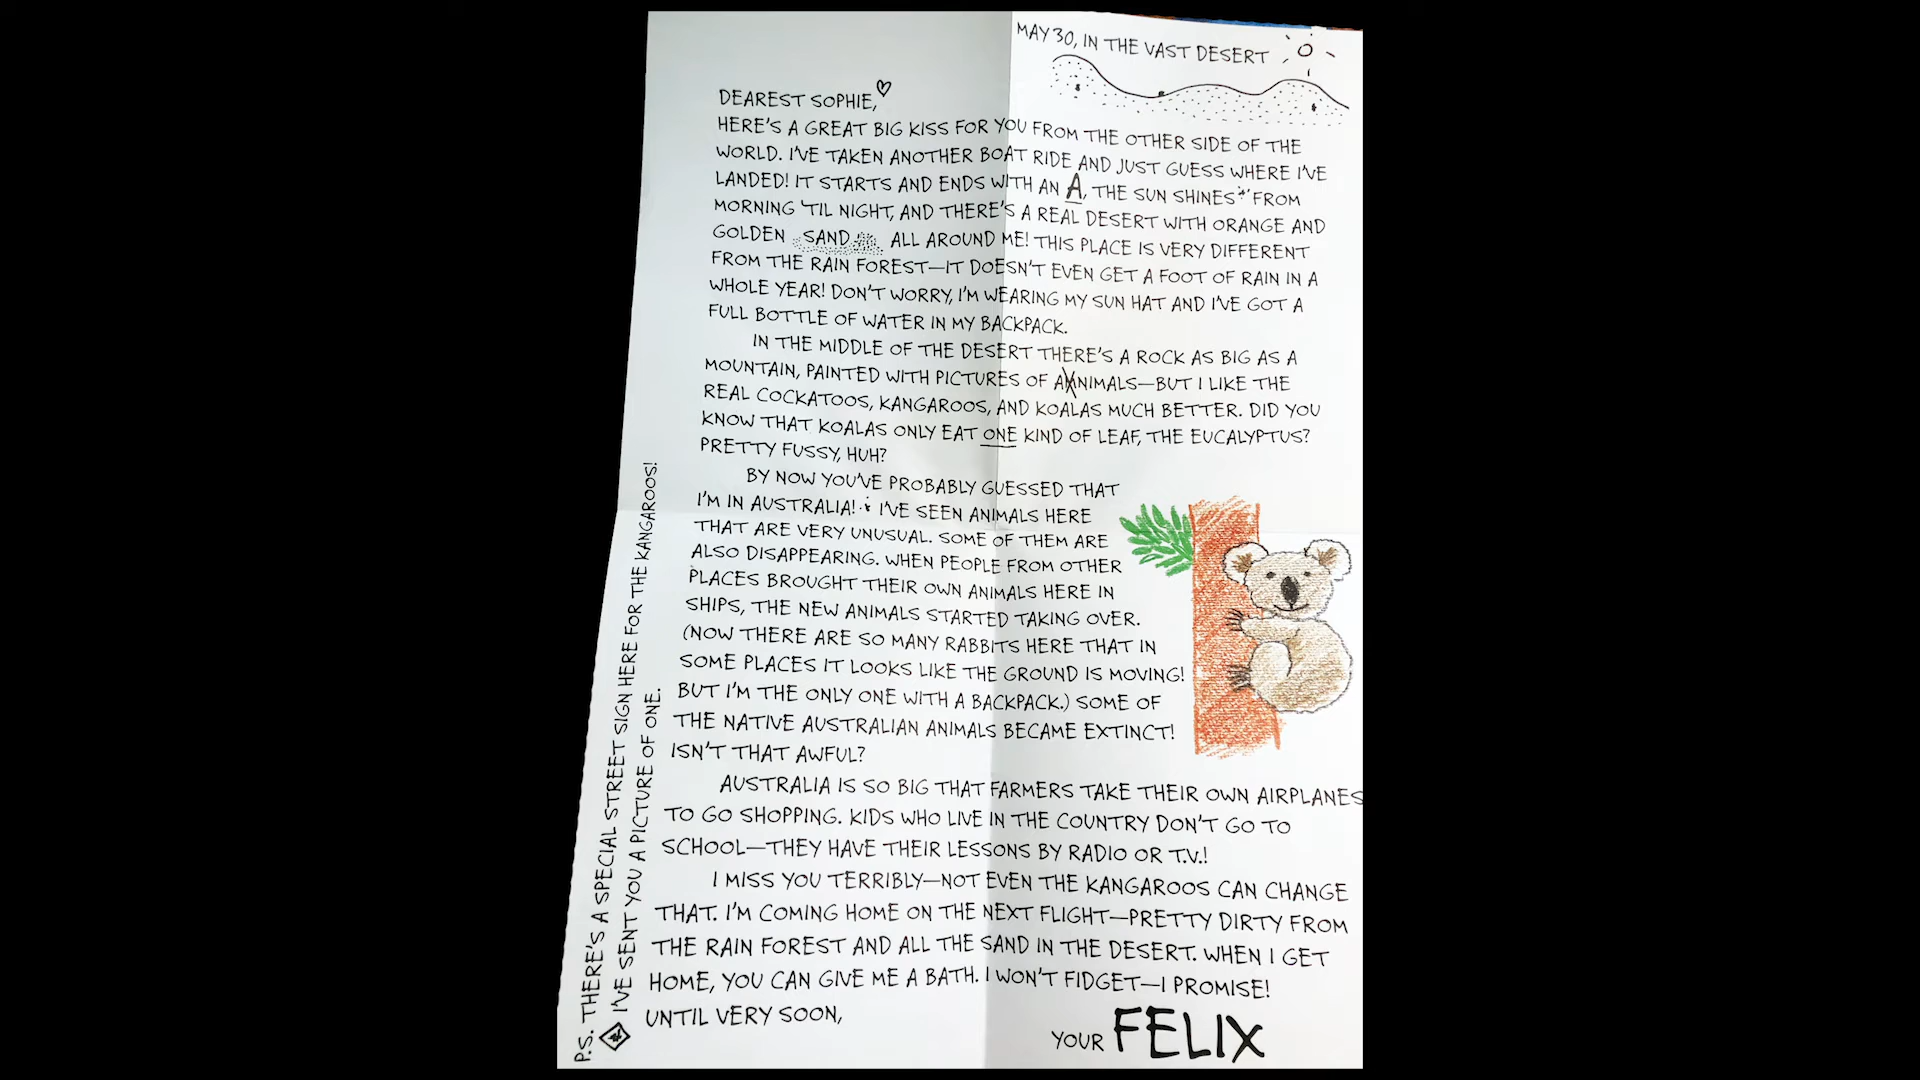 MAY 30, IN THE VAST DESERT
DEAREST SOPHIE,
HERE'S A GREAT BIG KISS FOR YOU FROM THE OTHER SIDE OF THE
WORLD. I'VE TAKEN ANOTHER BOAT RIDE AND JUST GUESS WHERE I'VE
LANDED! IT STARTS AND ENDS WITH AN A, THE SUN SHINES FROM
MORNING 'TIL NIGHT, AND THERE'S A REAL DESERT WITH ORANGE AND
GOLDEN SAND ALL AROUND ME! THIS PLACE IS VERY DIFFERENT
FROM THE RAIN FOREST—IT DOESN'T EVEN GET A FOOT OF RAIN IN A
WHOLE YEAR! DON'T WORRY, I'M WEARING MY SUN HAT AND I'VE GOT A
FULL BOTTLE OF WATER IN MY BACKPACK.
IN THE MIDDLE OF THE DESERT THERE'S A ROCK AS BIG AS A
MOUNTAIN, PAINTED WITH PICTURES OF ANIMALS—BUT I LIKE THE
REAL COCKATOOS, KANGAROOS, AND KOALAS MUCH BETTER. DID YOU
KNOW THAT KOALAS ONLY EAT ONE KIND OF LEAF, THE EUCALYPTUS?
PRETTY FUSSY, HUH?
BY NOW YOU'VE PROBABLY GUESSED THAT
I'M IN AUSTRALIA! I'VE SEEN ANIMALS HERE
THAT ARE VERY UNUSUAL. SOME OF THEM ARE
ALSO DISAPPEARING. WHEN PEOPLE FROM OTHER
PLACES BROUGHT THEIR OWN ANIMALS HERE IN
SHIPS, THE NEW ANIMALS STARTED TAKING OVER.
(NOW THERE ARE SO MANY RABBITS HERE THAT IN
SOME PLACES IT LOOKS LIKE THE GROUND IS MOVING!
BUT I'M THE ONLY ONE WITH A BACKPACK.) SOME OF
THE NATIVE AUSTRALIAN ANIMALS BECAME EXTINCT!
ISN'T THAT AWFUL?
AUSTRALIA IS SO BIG THAT FARMERS TAKE THEIR OWN AIRPLANES
TO GO SHOPPING. KIDS WHO LIVE IN THE COUNTRY DON'T GO TO
SCHOOL—THEY HAVE THEIR LESSONS BY RADIO OR T.V.!
I MISS YOU TERRIBLY—NOT EVEN THE KANGAROOS CAN CHANGE
THAT. I'M COMING HOME ON THE NEXT FLIGHT—PRETTY DIRTY FROM
THE RAIN FOREST AND ALL THE SAND IN THE DESERT. WHEN I GET
HOME, YOU CAN GIVE ME A BATH. I WON'T FIDGET—I PROMISE!
UNTIL VERY SOON,
YOUR FELIX
P.S. THERE'S A SPECIAL STREET SIGN HERE FOR THE KANGAROOS!
I'VE SENT YOU A PICTURE OF ONE.